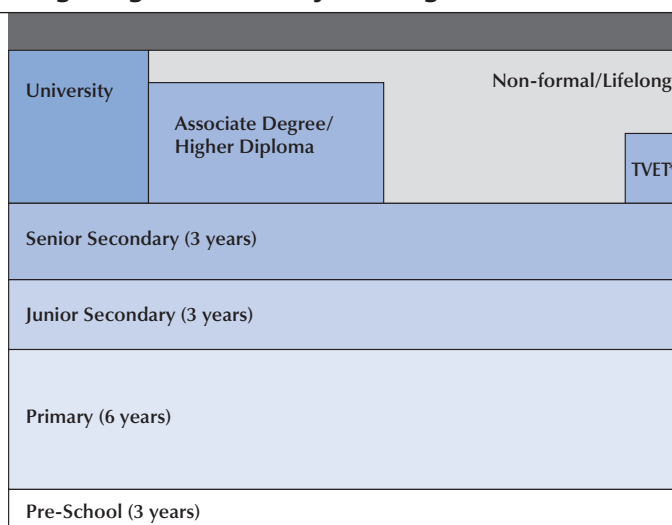 University
Non-formal/Lifelong
Associate Degree/
Higher Diploma
TVET
Senior Secondary (3 years)
Junior Secondary (3 years)
Primary (6 years)
Pre-School (3 years)